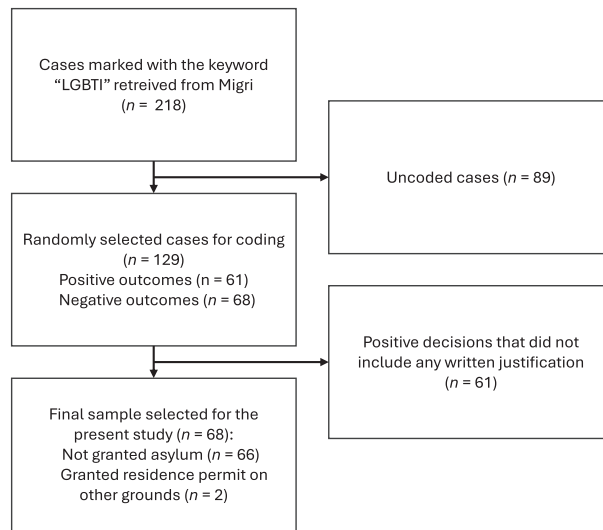 Cases marked with the keyword
“LGBTI” retreived from Migri
(n = 218)
Uncoded cases (n = 89)
Randomly selected cases for coding
(n = 129)
Positive outcomes (n = 61)
Negative outcomes (n = 68)
Positive decisions that did not
include any written justification
(n = 61)
Final sample selected for the
present study (n = 68):
Not granted asylum (n = 66)
Granted residence permit on
other grounds (n = 2)